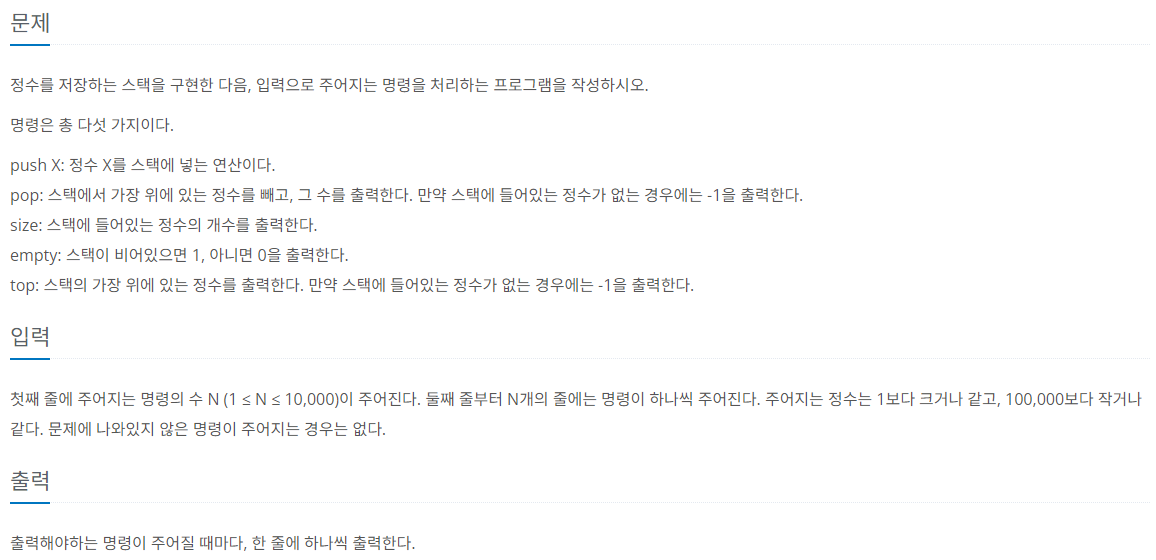 문제
정수를 저장하는 스택을 구현한 다음, 입력으로 주어지는 명령을 처리하는 프로그램을 작성하시오.
명령은 총 다섯 가지이다.
push X: 정수 X를 스택에 넣는 연산이다.
pop: 스택에서 가장 위에 있는 정수를 빼고, 그 수를 출력한다. 만약 스택에 들어있는 정수가 없는 경우에는 -1을 출력한다.
size: 스택에 들어있는 정수의 개수를 출력한다.
empty: 스택이 비어있으면 1, 아니면 0을 출력한다.
top: 스택의 가장 위에 있는 정수를 출력한다. 만약 스택에 들어있는 정수가 없는 경우에는 -1을 출력한다.
입력
첫째 줄에 주어지는 명령의 수 N (1 ≤ N ≤ 10,000)이 주어진다. 둘째 줄부터 N개의 줄에는 명령이 하나씩 주어진다. 주어지는 정수는 1보다 크거나 같고, 100,000보다 작거나
같다. 문제에 나와있지 않은 명령이 주어지는 경우는 없다.
출력
출력해야하는 명령이 주어질 때마다, 한 줄에 하나씩 출력한다.